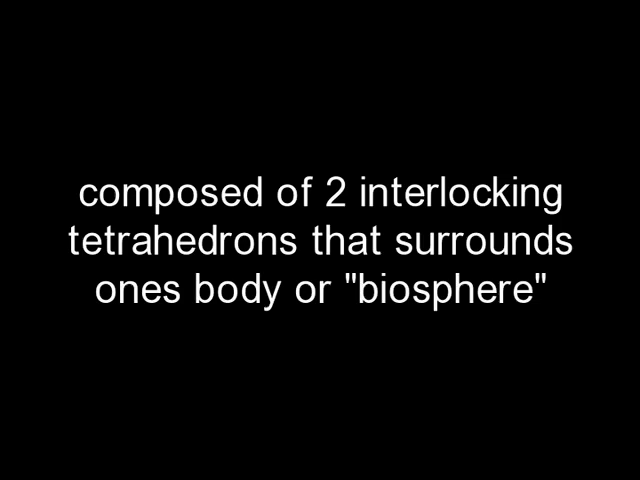 composed of 2 interlocking
tetrahedrons that surrounds
ones body or "biosphere"